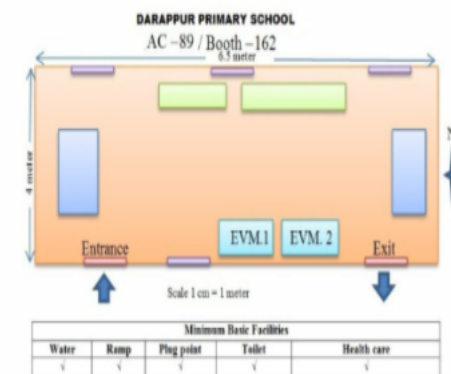 DARAPPUR PRIMARY SCHOOL
AC –89 / Booth –162
6.5 meter
4 meter
N
EVM.1 EVM. 2
Entrance Exit
Scale 1 cm = 1 meter
Minimum Basic Facilities
Water Ramp Plug point Toilet Health care
√ √ √ √ √